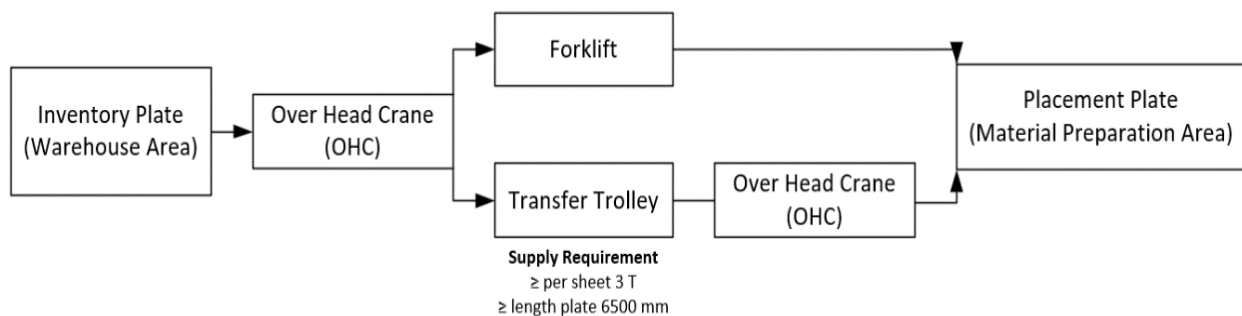 Inventory Plate
(Warehouse Area)
Over Head Crane
(OHC)
Forklift
Transfer Trolley
Supply Requirement
≥ per sheet 3 T
≥ length plate 6500 mm
Over Head Crane
(OHC)
Placement Plate
(Material Preparation Area)